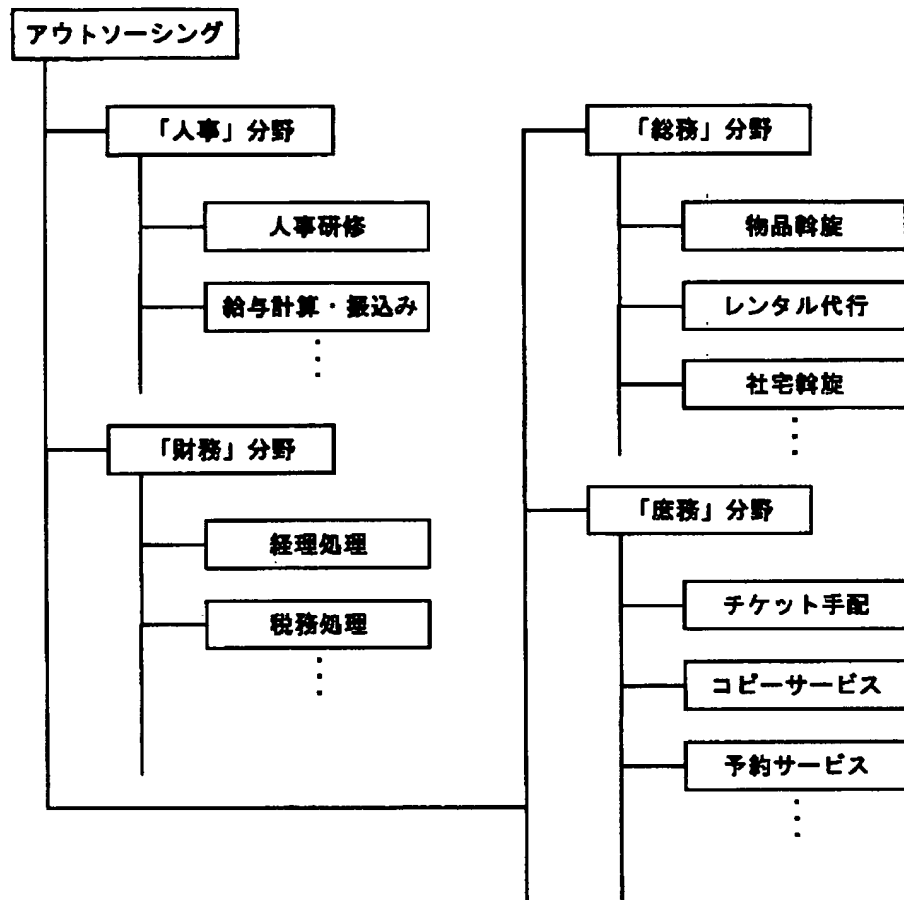 アウトソーシング
「人事」分野
人事研修
給与計算・振込み
「財務」分野
経理処理
税務処理
「総務」分野
物品斡旋
レンタル代行
社宅斡旋
「庶務」分野
チケット手配
コピーサービス
予約サービス